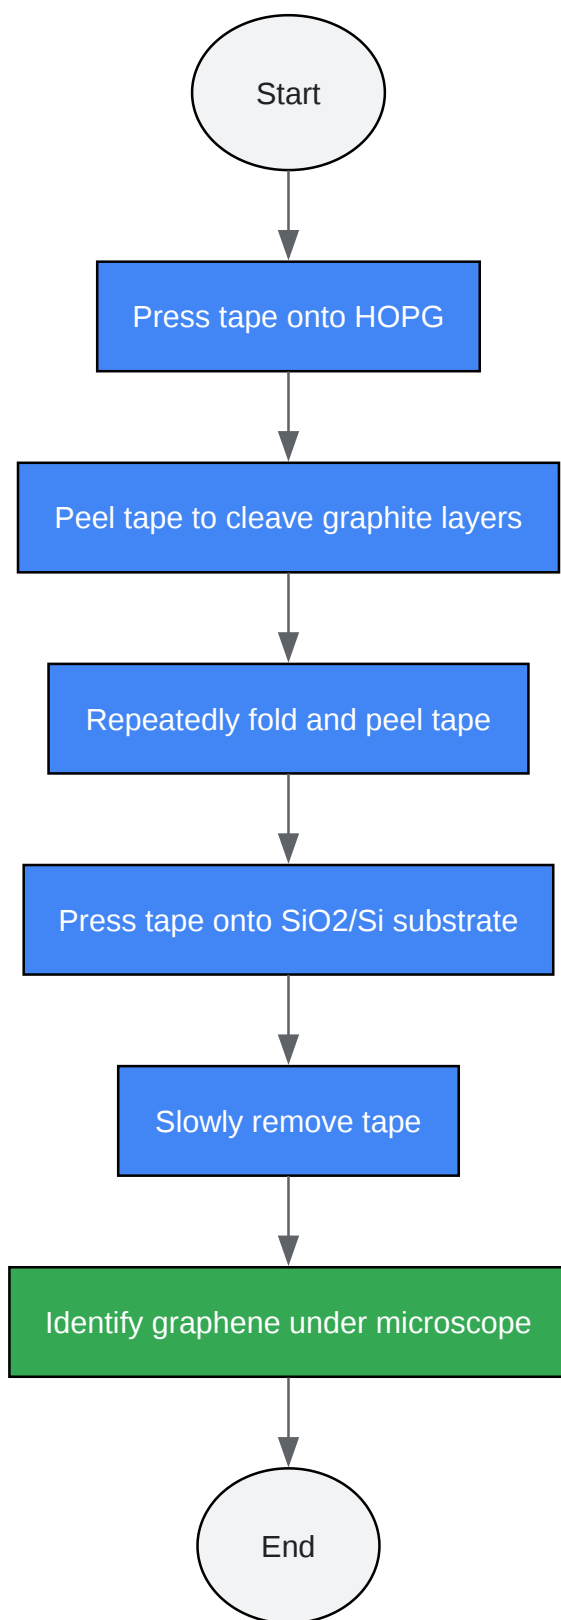 Start
Press tape onto HOPG
Peel tape to cleave graphite layers
Repeatedly fold and peel tape
Press tape onto SiO2/Si substrate
Slowly remove tape
Identify graphene under microscope
End